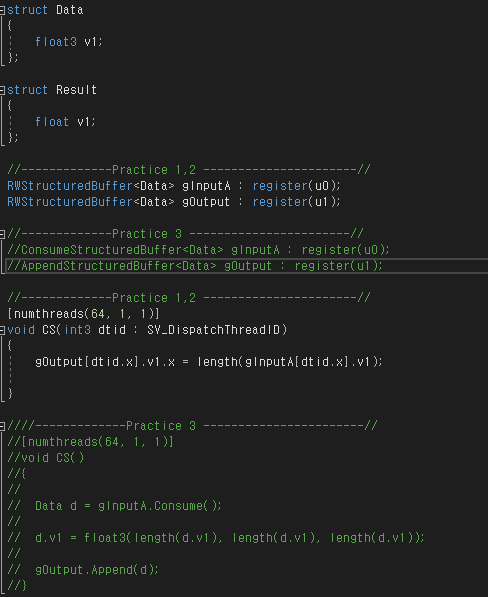 struct Data
{
    float3 v1;
};
struct Result
{
    float v1;
};
//-------------Practice 1,2 ----------------------//
RWStructuredBuffer<Data> gInputA : register(u0);
RWStructuredBuffer<Data> gOutput : register(u1);
//-------------Practice 3 -----------------------//
//ConsumeStructuredBuffer<Data> gInputA : register(u0);
//AppendStructuredBuffer<Data> gOutput : register(u1);
//-------------Practice 1,2 ----------------------//
[numthreads(64, 1, 1)]
void CS(int3 dtid : SV_DispatchThreadID)
{
    gOutput[dtid.x].v1.x = length(gInputA[dtid.x].v1);
}
////-------------Practice 3 -----------------------//
//[numthreads(64, 1, 1)]
//void CS()
//{
//
//  Data d = gInputA.Consume();
//
//  d.v1 = float3(length(d.v1), length(d.v1), length(d.v1));
//
//  gOutput.Append(d);
//}